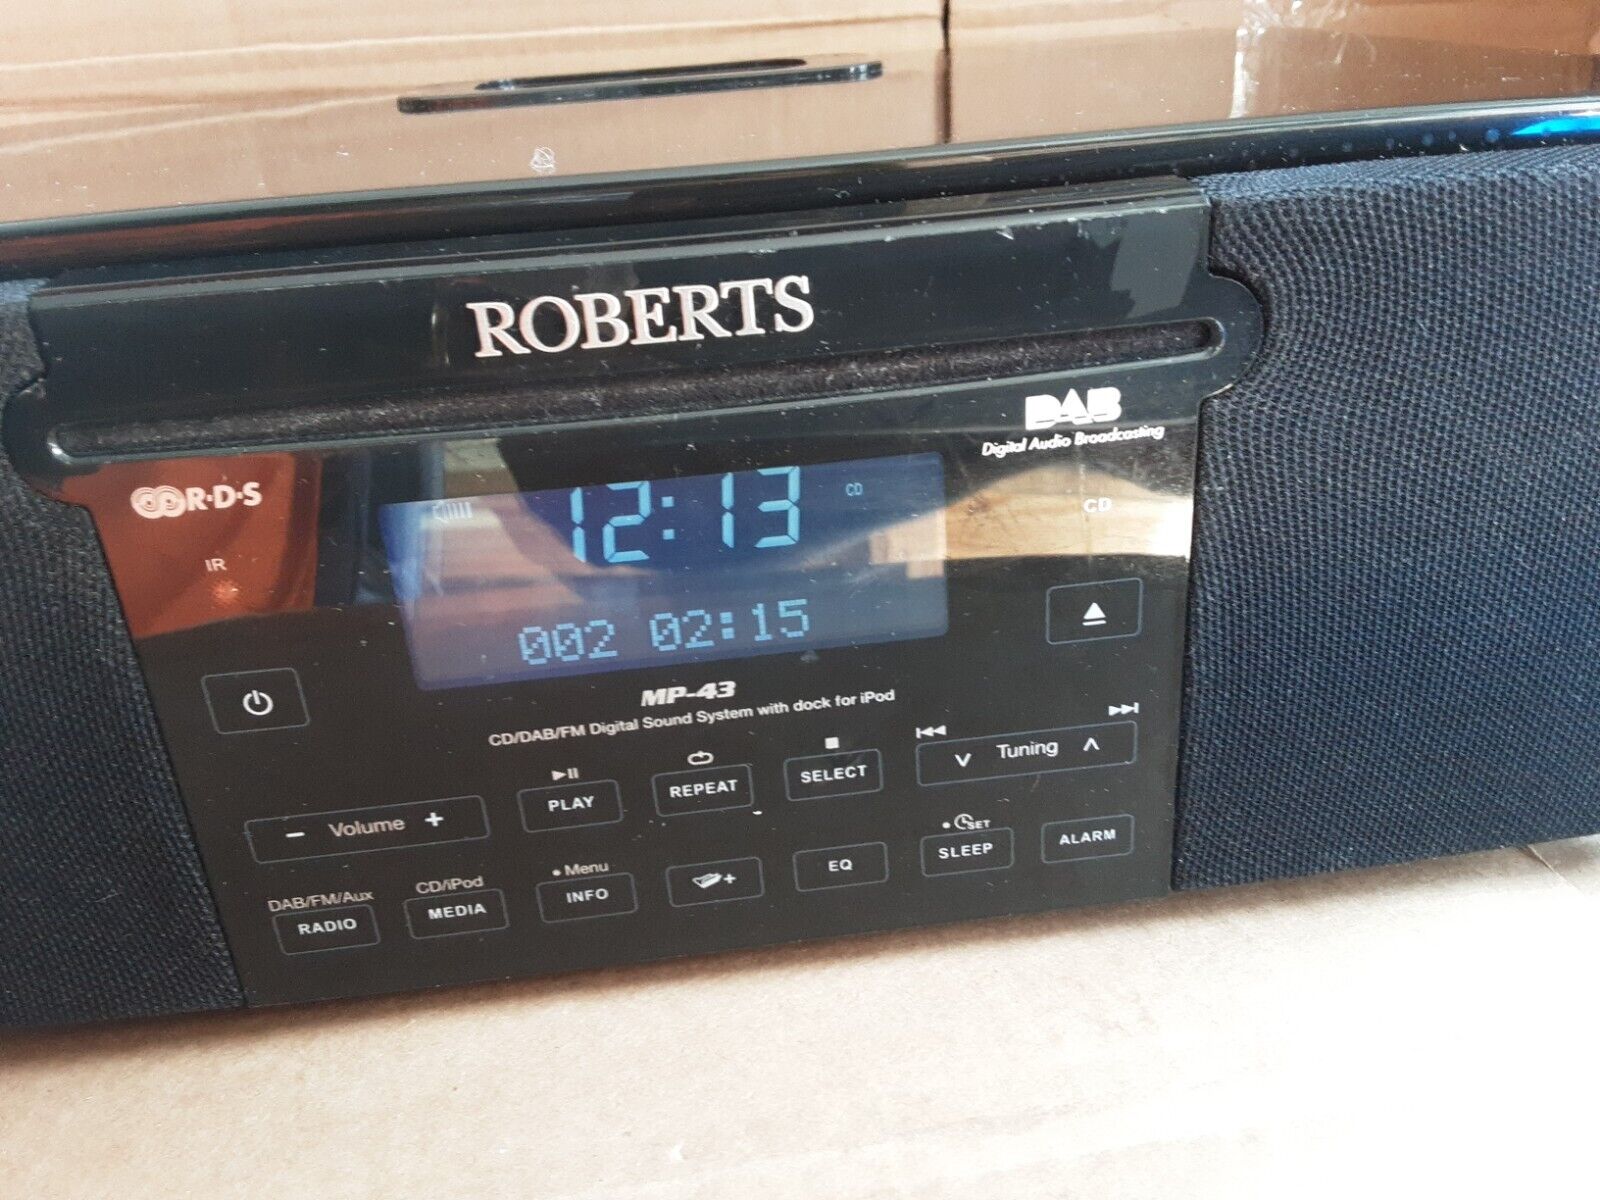 ROBERTS
DAB
Digital Audio Broadcasting
R·D·S
12:13
CD
CD
IR
002 02:15
MP-43
CD/DAB/FM Digital Sound System with dock for iPod
Tuning
PLAY
REPEAT
SELECT
- Volume +
SET
SLEEP
ALARM
• Menu
INFO
+
EQ
DAB/FM/Aux
RADIO
CD/iPod
MEDIA